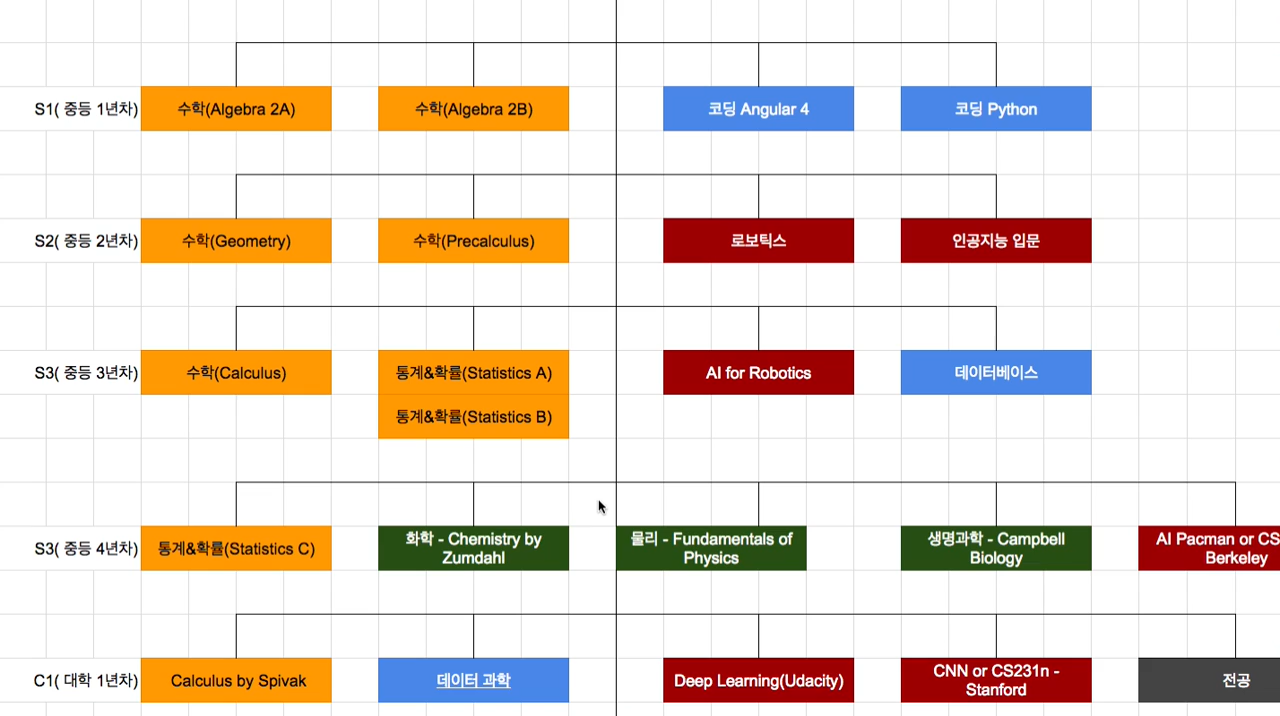 S1( 중등 1년차) 수학(Algebra 2A) 수학(Algebra 2B) 코딩 Angular 4 코딩 Python
S2( 중등 2년차) 수학(Geometry) 수학(Precalculus) 로보틱스 인공지능 입문
S3( 중등 3년차) 수학(Calculus) 통계&확률(Statistics A) AI for Robotics 데이터베이스
통계&확률(Statistics B)
S3( 중등 4년차) 통계&확률(Statistics C)
화학 - Chemistry by
Zumdahl
물리 - Fundamentals of
Physics
생명과학 - Campbell
Biology
AI Pacman or CS
Berkeley
C1( 대학 1년차) Calculus by Spivak 데이터 과학 Deep Learning(Udacity)
CNN or CS231n -
Stanford
전공